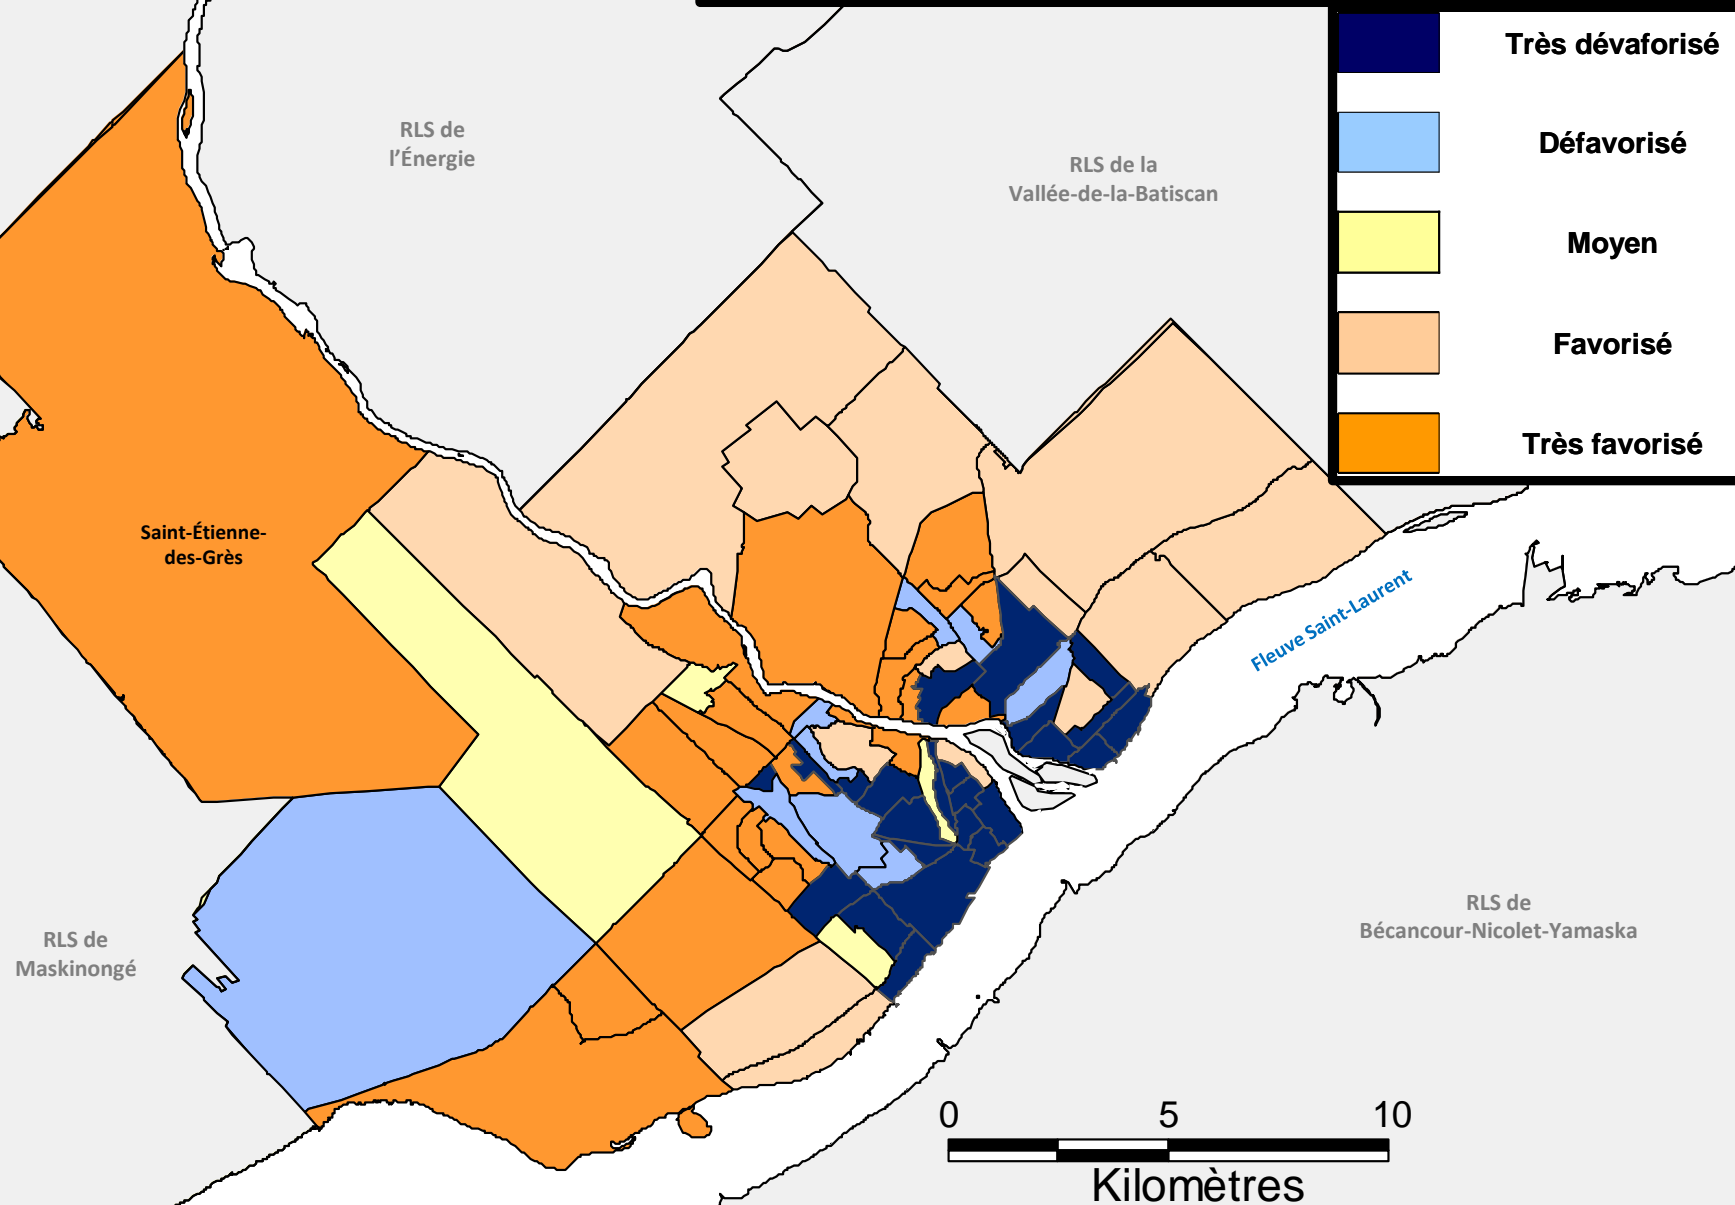 Très dévaforisé
Défavorisé
Moyen
Favorisé
Très favorisé
RLS de
l'Énergie
RLS de la
Vallée-de-la-Batiscan
Saint-Étienne-
des-Grès
Fleuve Saint-Laurent
RLS de
Maskinongé
RLS de
Bécancour-Nicolet-Yamaska
0 5 10
Kilomètres